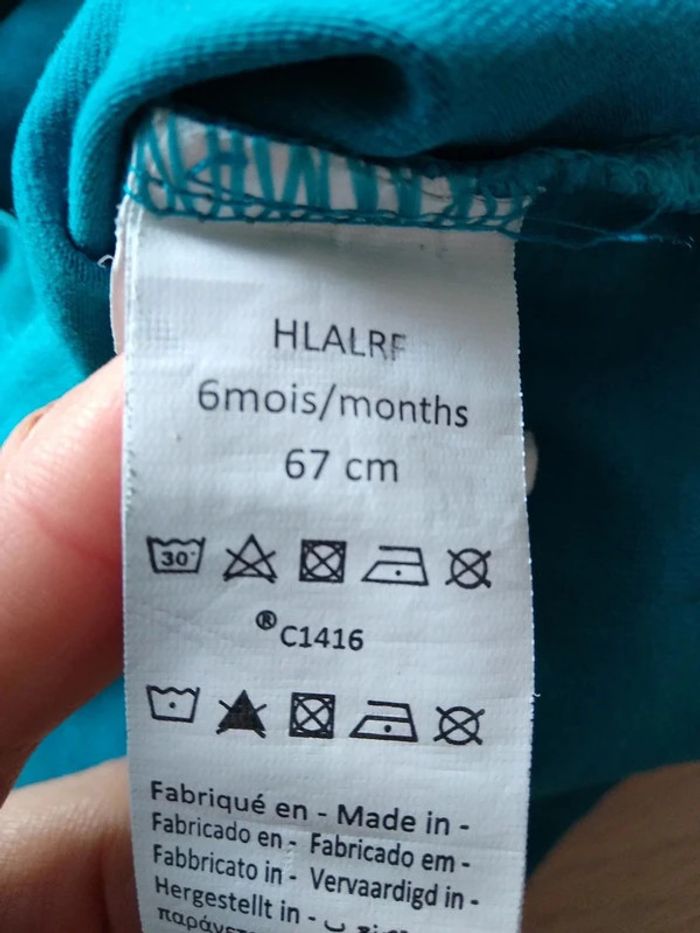 HLALRF
6mois/months
67 cm
30°
® C1416
Fabriqué en - Made in -
Fabricado en - Fabricado em -
Fabbricato in - Vervaardigd in -
Hergestellt in -